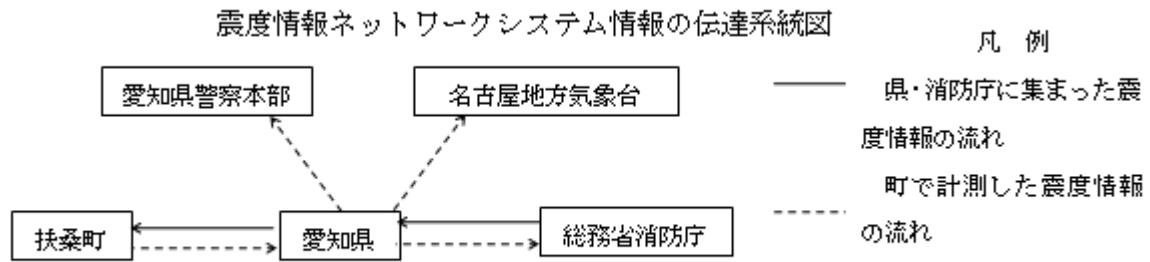 震度情報ネットワークシステム情報の伝達系統図
凡 例
愛知県警察本部
名古屋地方気象台
県・消防庁に集まった震
度情報の流れ
町で計測した震度情報
の流れ
扶桑町
愛知県
総務省消防庁